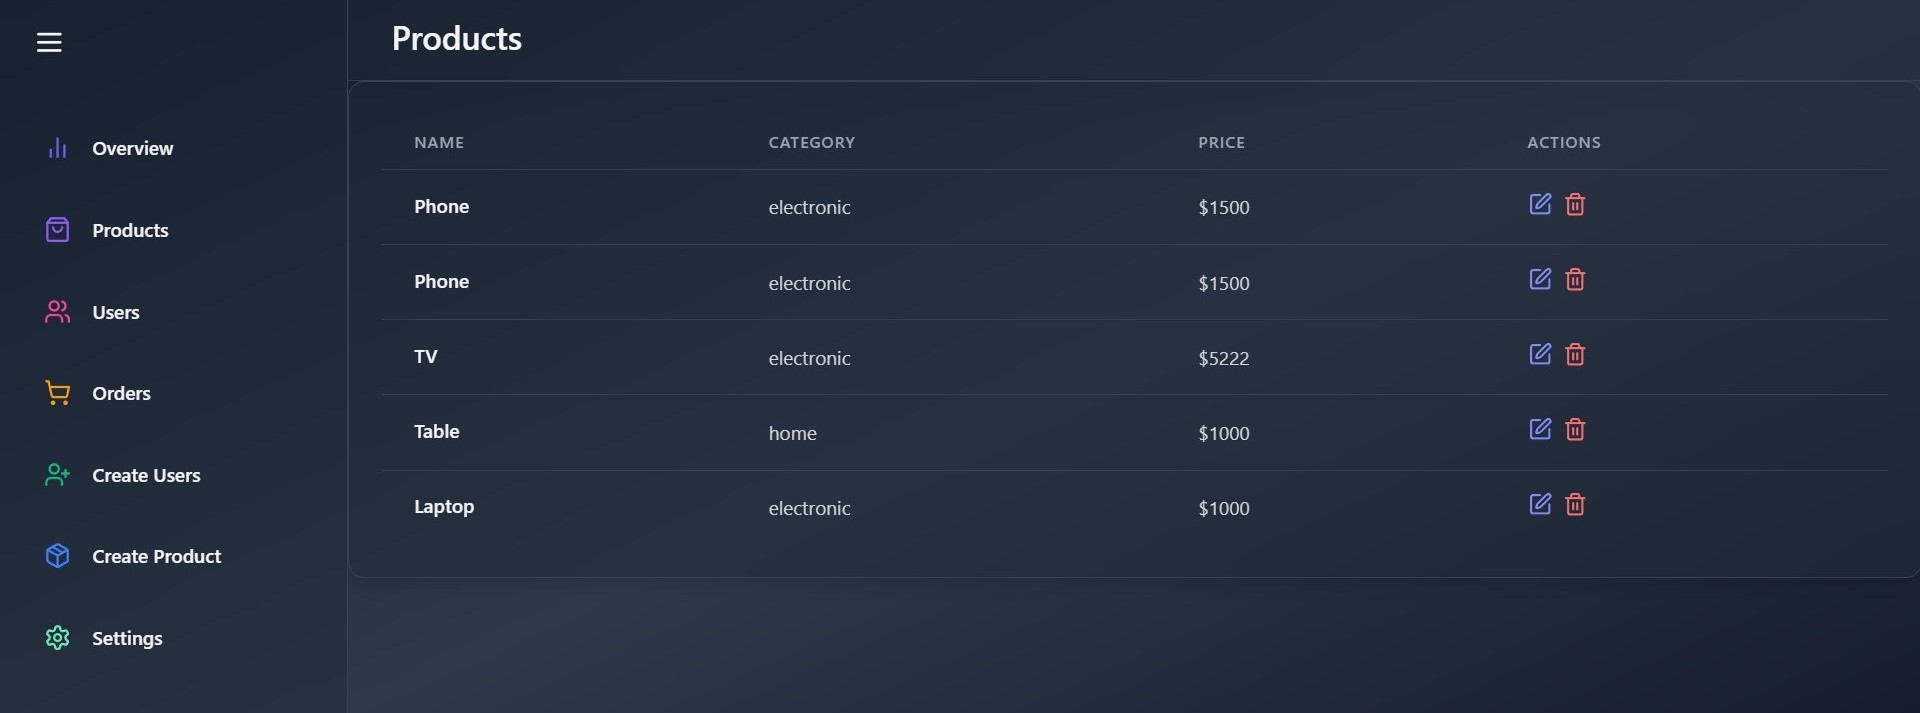 Products
Overview
Products
Users
Orders
Create Users
Create Product
Settings
NAME CATEGORY PRICE ACTIONS
Phone electronic $1500
Phone electronic $1500
TV electronic $5222
Table home $1000
Laptop electronic $1000